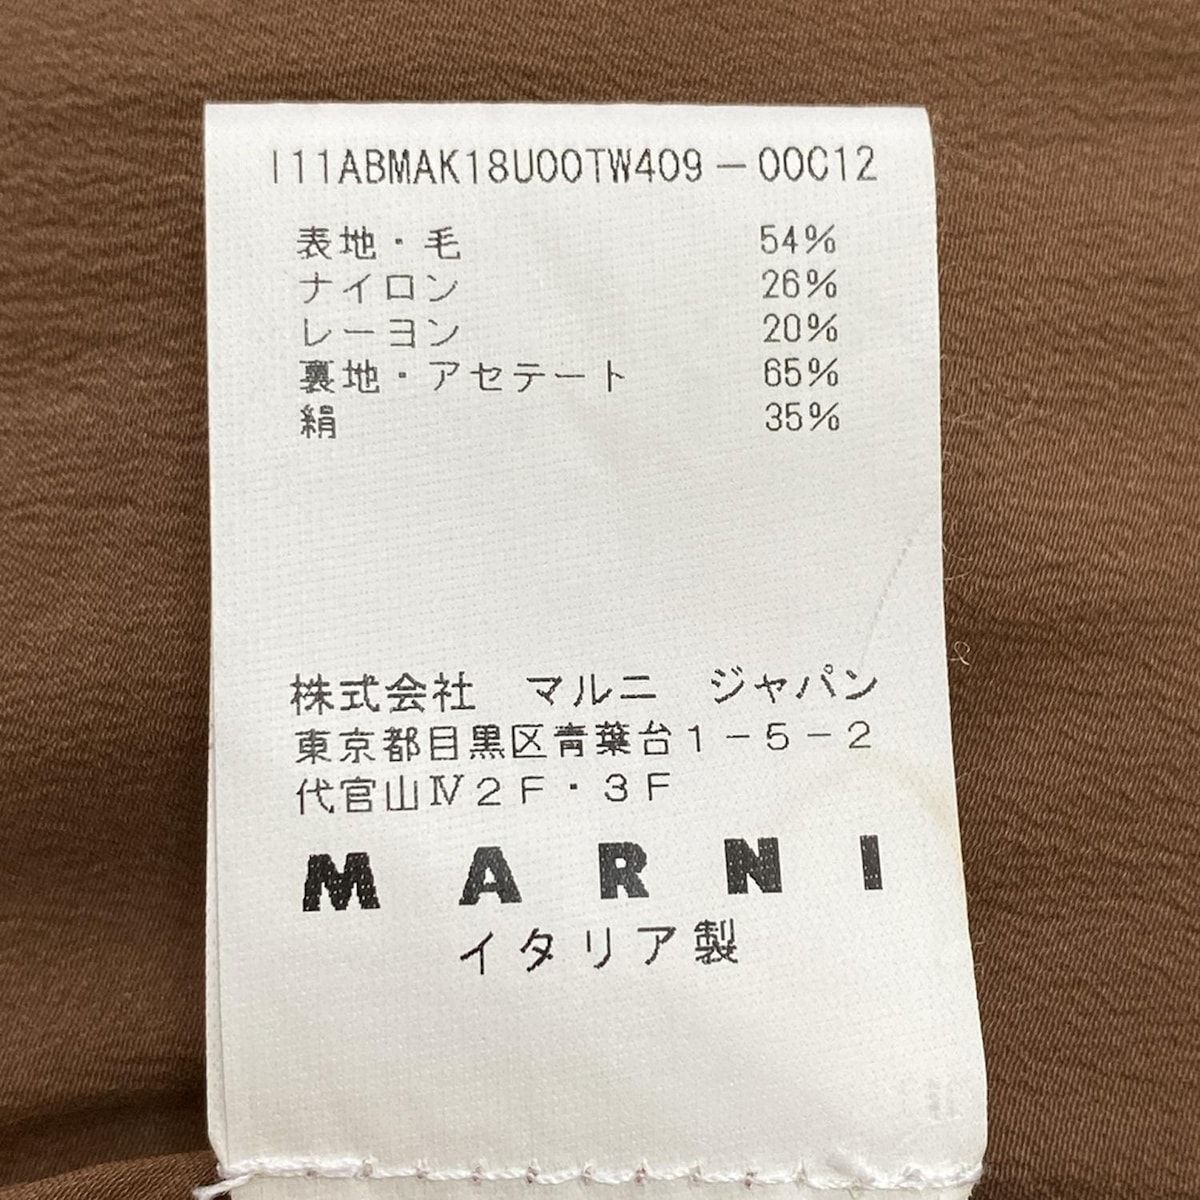 I11ABMAK18U00TW409－00C12
表地・毛 54%
ナイロン 26%
レーヨン 20%
裏地・アセテート 65%
絹 35%
株式会社 マルニ ジャパン
東京都目黒区青葉台１－５－２
代官山Ⅳ２Ｆ・３Ｆ
MARNI
イタリア製